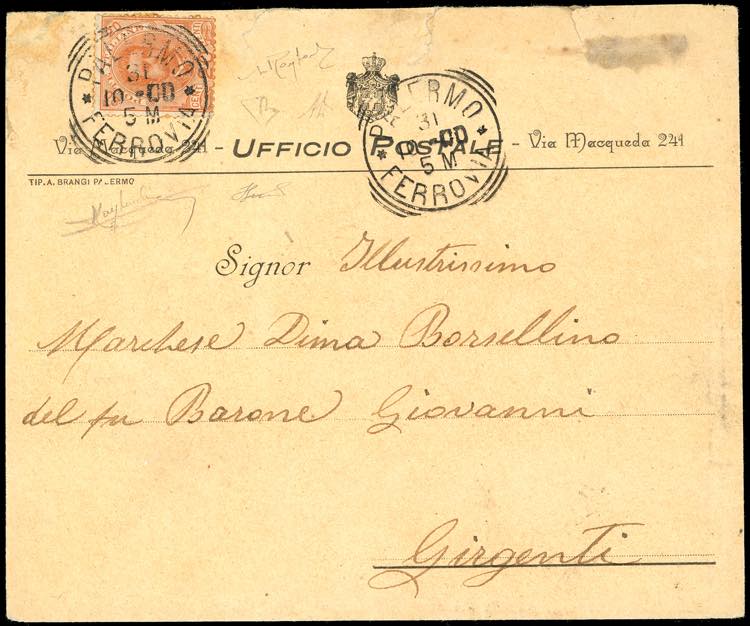 PALERMO
31
10 -00
5 M
FERROVIA
PALERMO
31
10 -00
5 M
FERROVIA
Via Macqueda 241 - UFFICIO POSTALE - Via Macqueda 241
TIP. A. BRANGI PALERMO
Signor Illustrissimo
Marchese Dima Borsellino
del fu Barone Giovanni
Girgenti